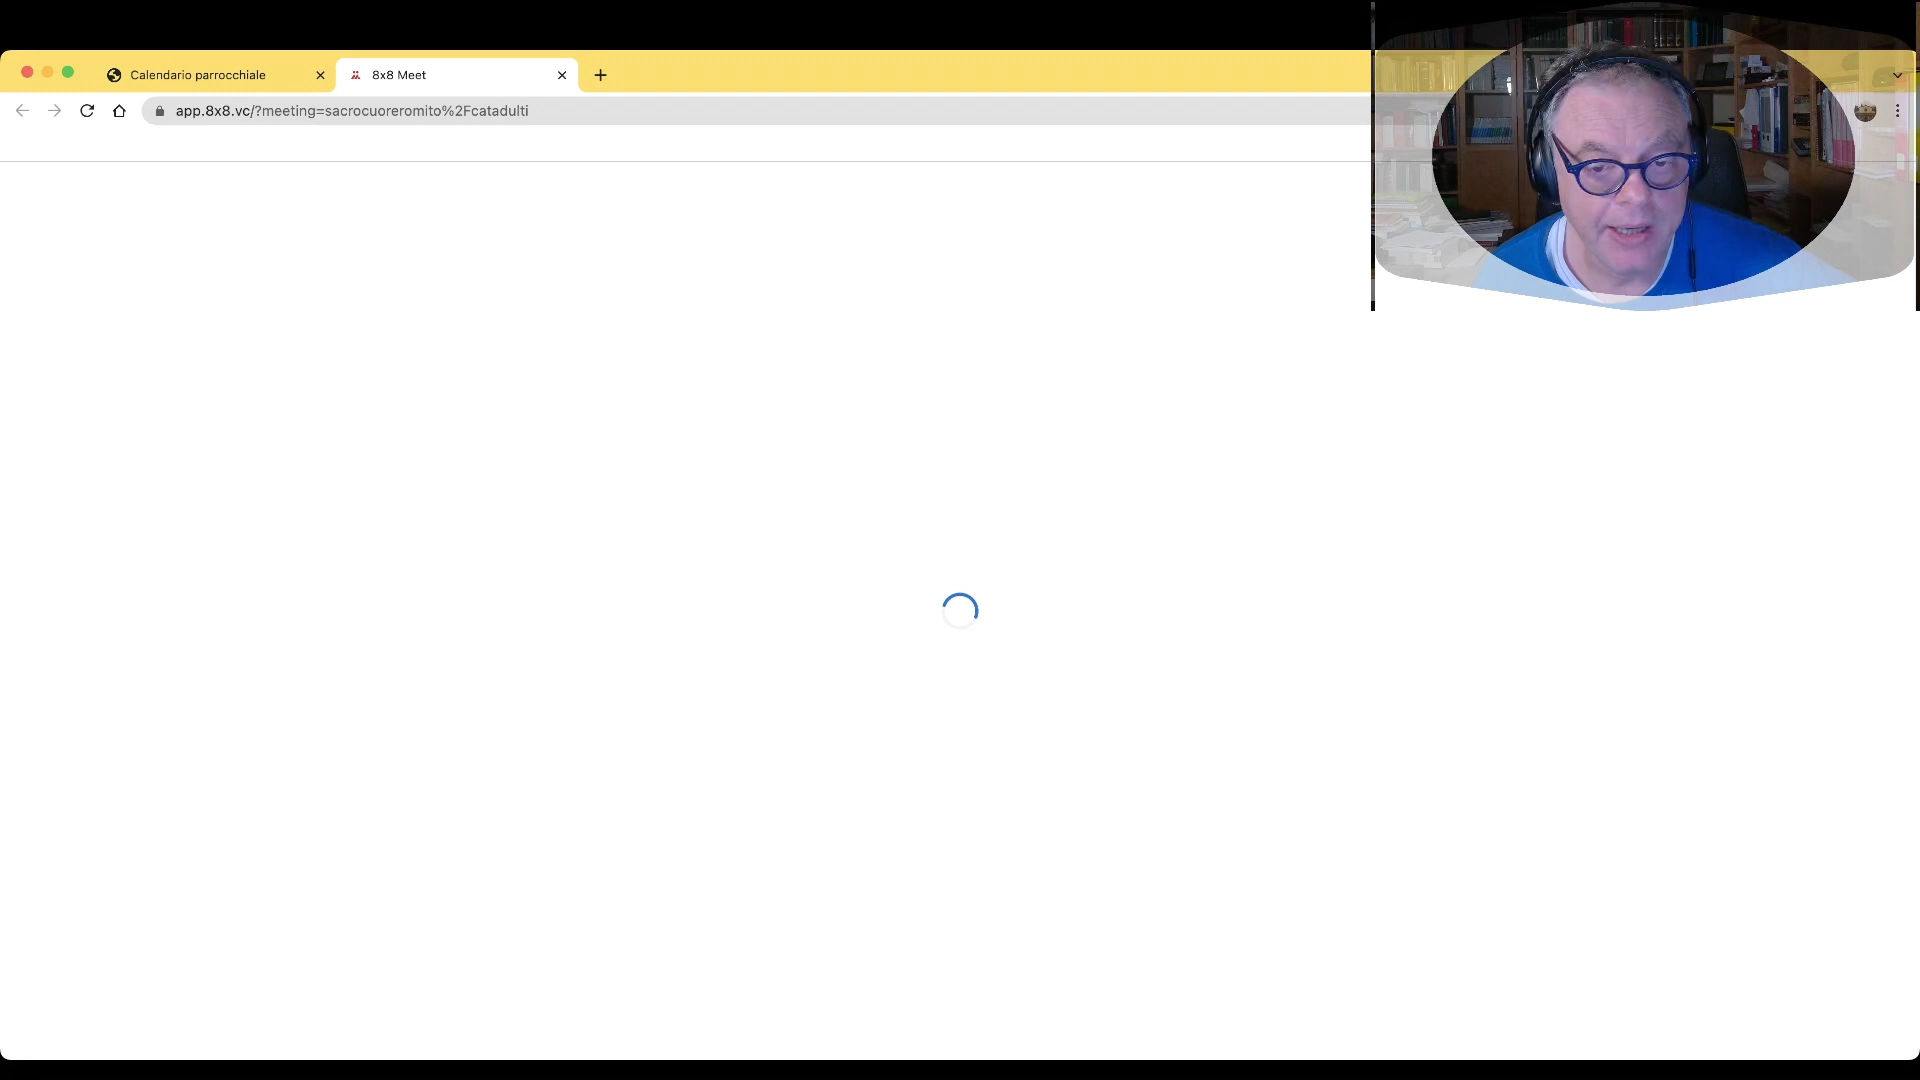 Calendario parrocchiale
8x8 Meet
app.8x8.vc/?meeting=sacrocuoreromito%2Fcatadulti